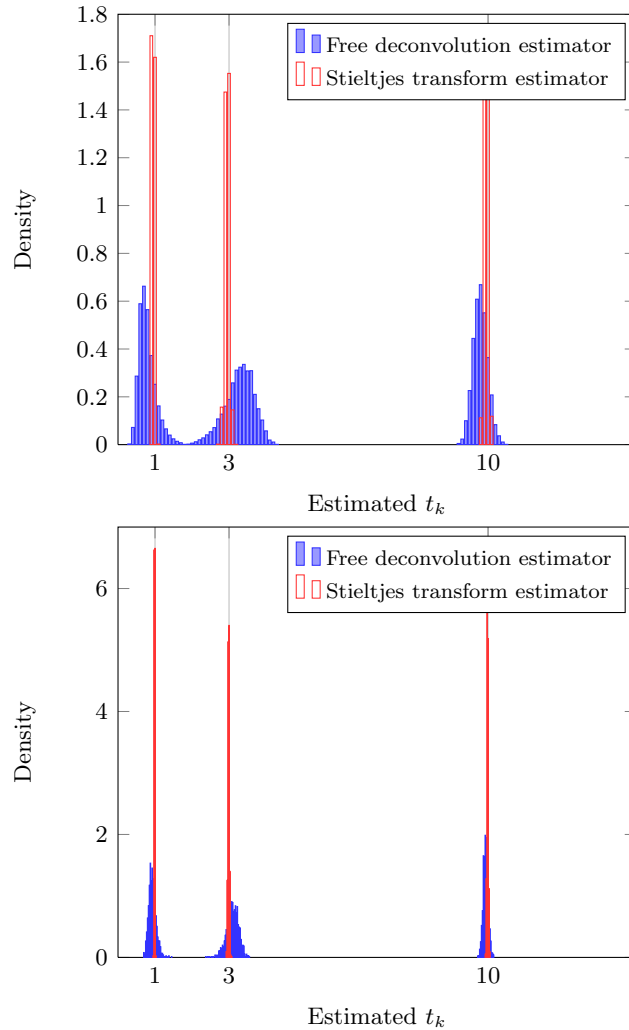 1.8
1.6
1.4
1.2
1
0.8
0.6
0.4
0.2
0
Density
Free deconvolution estimator
Stieltjes transform estimator
1 3 10
Estimated t_k
6
4
2
0
Density
Free deconvolution estimator
Stieltjes transform estimator
1 3 10
Estimated t_k